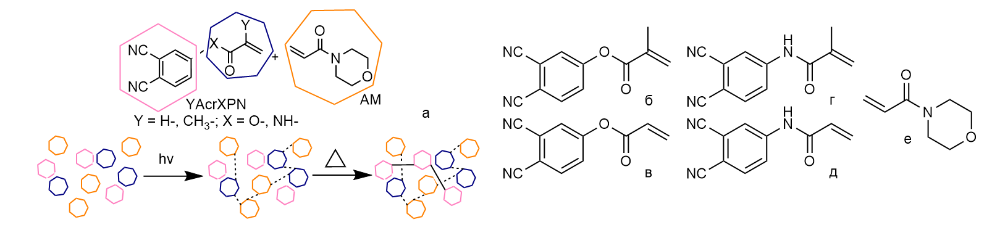 NC
NC
X
Y
O
+
O
N
O
YAcrXPN
AM
Y = H-, CH₃-; X = O-, NH-
а
hv
△
NC
NC
O
O
б
NC
NC
H
N
O
г
NC
NC
O
O
в
NC
NC
H
N
O
д
O
N
O
е